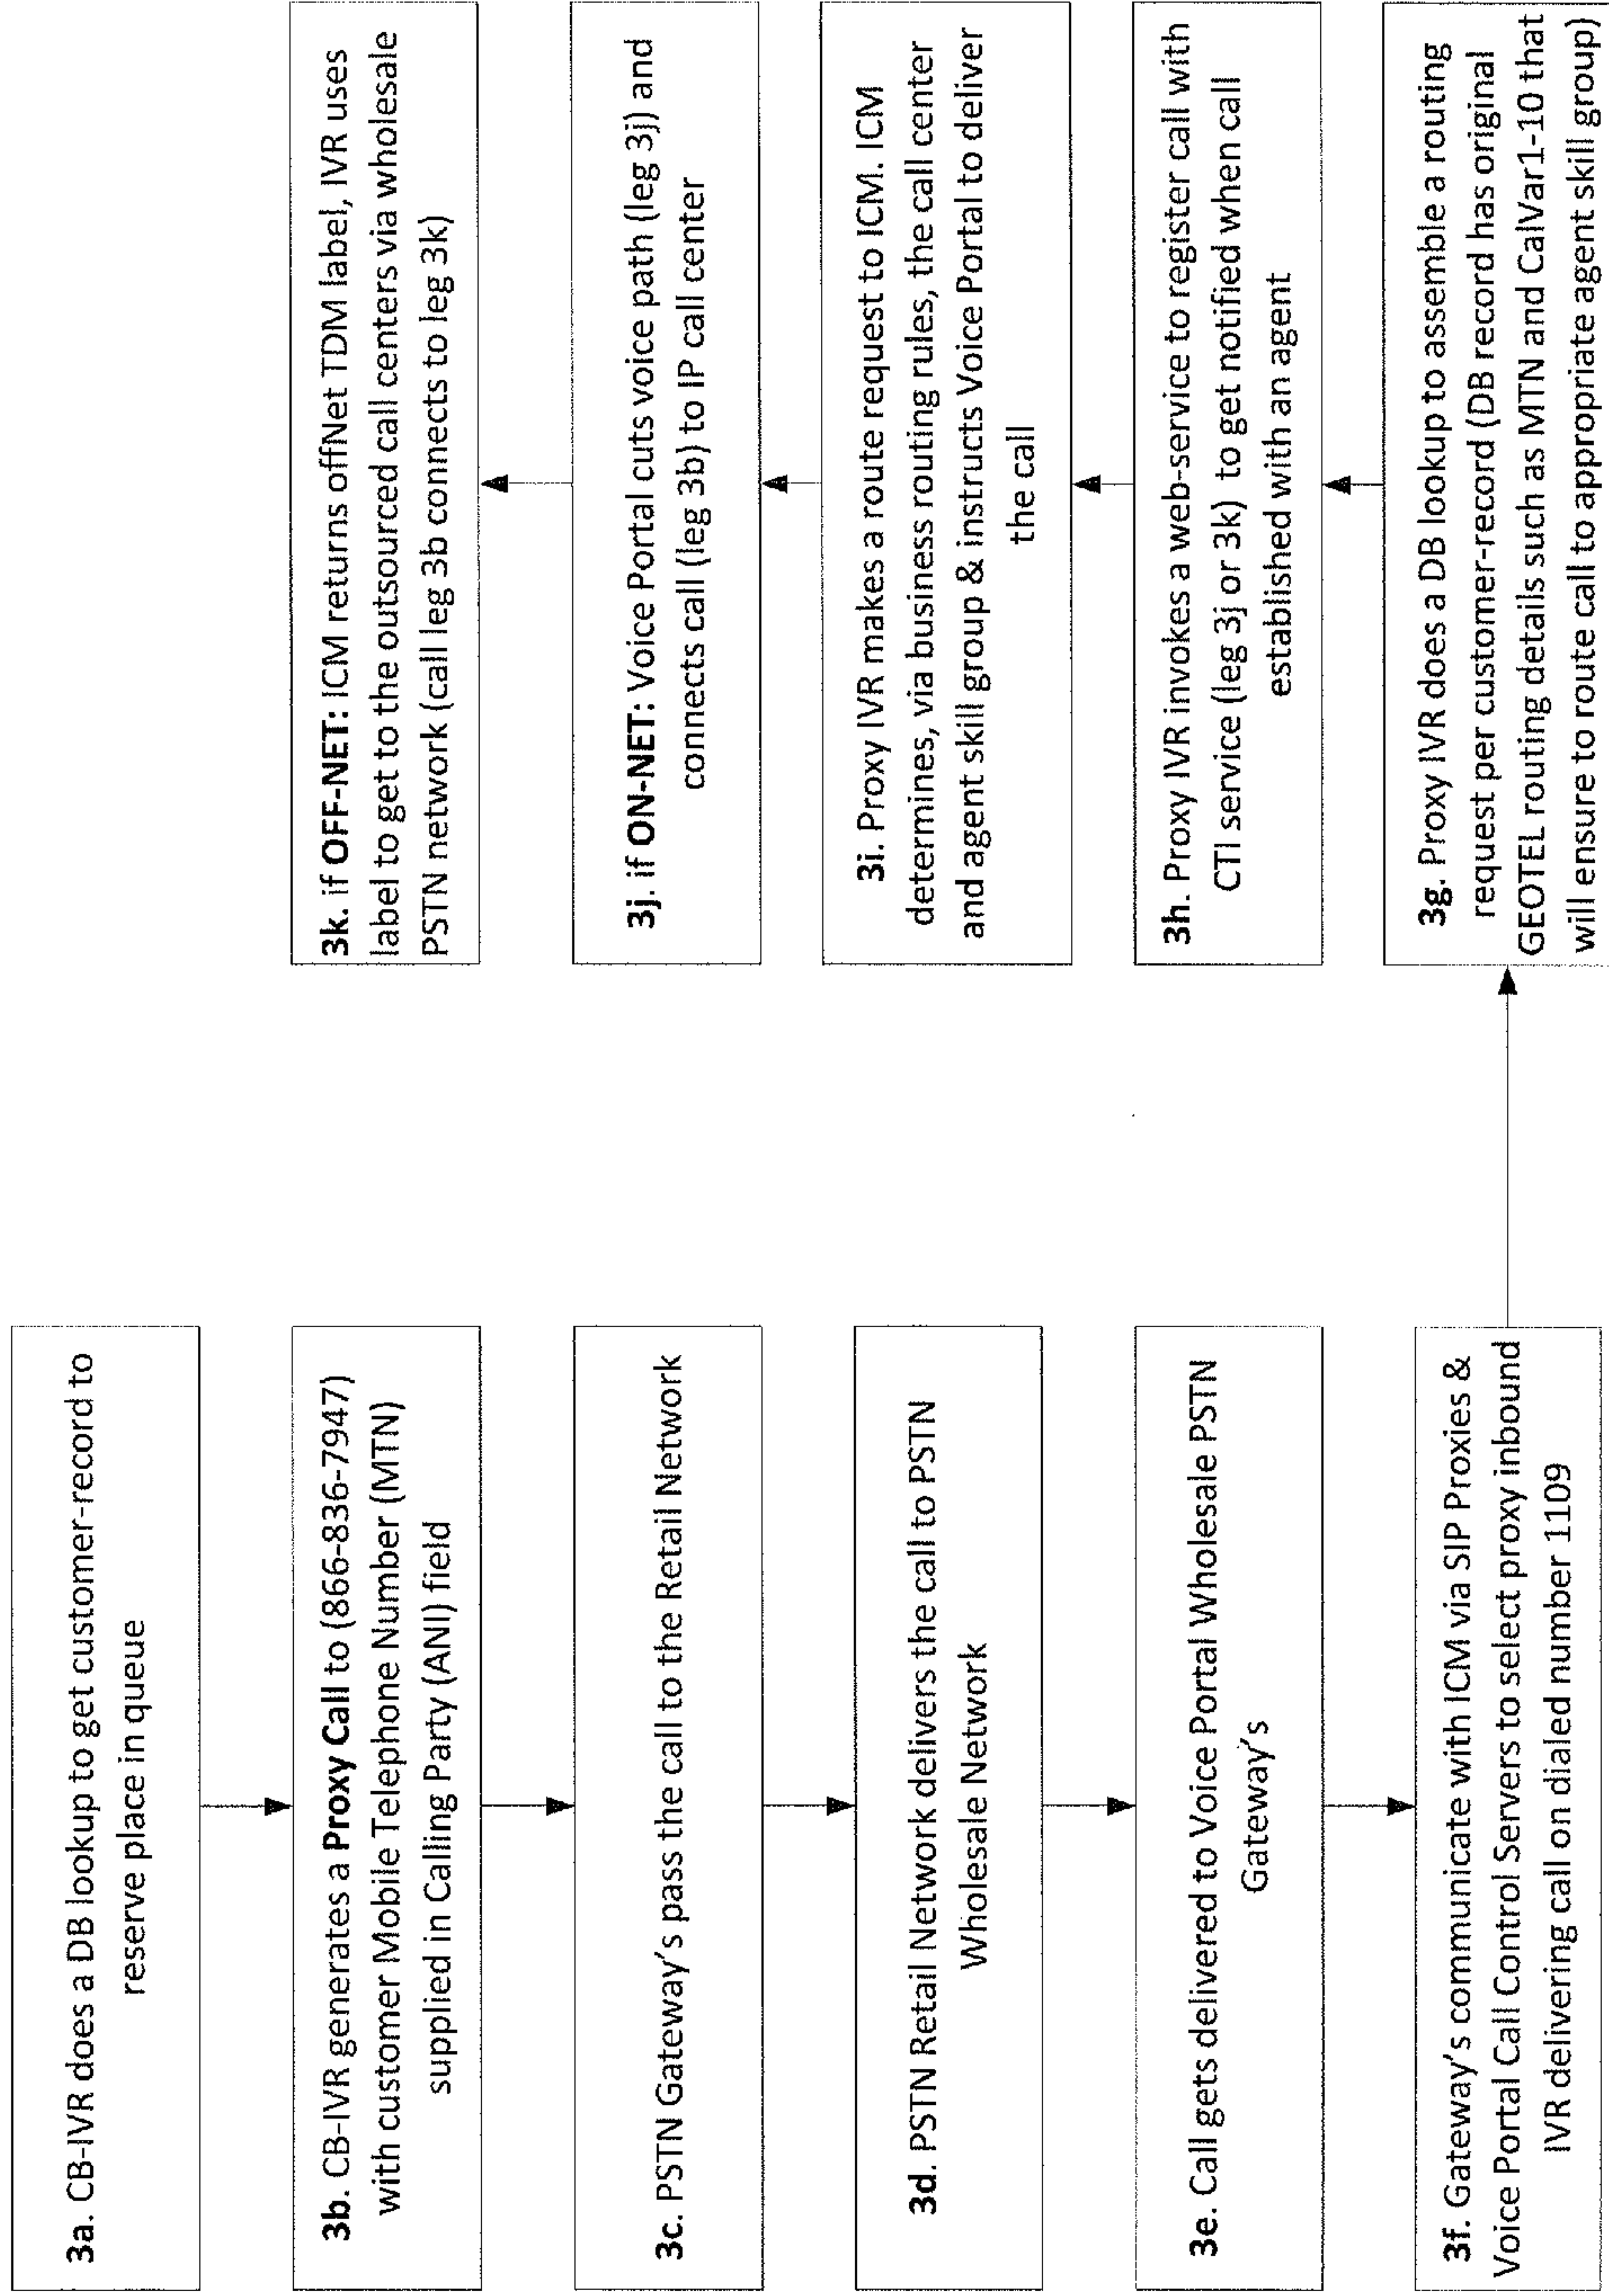 3a. CB-IVR does a DB lookup to get customer-record to
reserve place in queue
3b. CB-IVR generates a Proxy Call to (866-836-7947)
with customer Mobile Telephone Number (MTN)
supplied in Calling Party (ANI) field
3c. PSTN Gateway's pass the call to the Retail Network
3d. PSTN Retail Network delivers the call to PSTN
Wholesale Network
3e. Call gets delivered to Voice Portal Wholesale PSTN
Gateway's
3f. Gateway's communicate with ICM via SIP Proxies &
Voice Portal Call Control Servers to select proxy inbound
IVR delivering call on dialed number 1109
3g. Proxy IVR does a DB lookup to assemble a routing
request per customer-record (DB record has original
GEOTEL routing details such as MTN and CalVar1-10 that
will ensure to route call to appropriate agent skill group)
3h. Proxy IVR invokes a web-service to register call with
CTI service (leg 3j or 3k) to get notified when call
established with an agent
3i. Proxy IVR makes a route request to ICM. ICM
determines, via business routing rules, the call center
and agent skill group & instructs Voice Portal to deliver
the call
3j. if ON-NET: Voice Portal cuts voice path (leg 3j) and
connects call (leg 3b) to IP call center
3k. if OFF-NET: ICM returns offNet TDM label, IVR uses
label to get to the outsourced call centers via wholesale
PSTN network (call leg 3b connects to leg 3k)